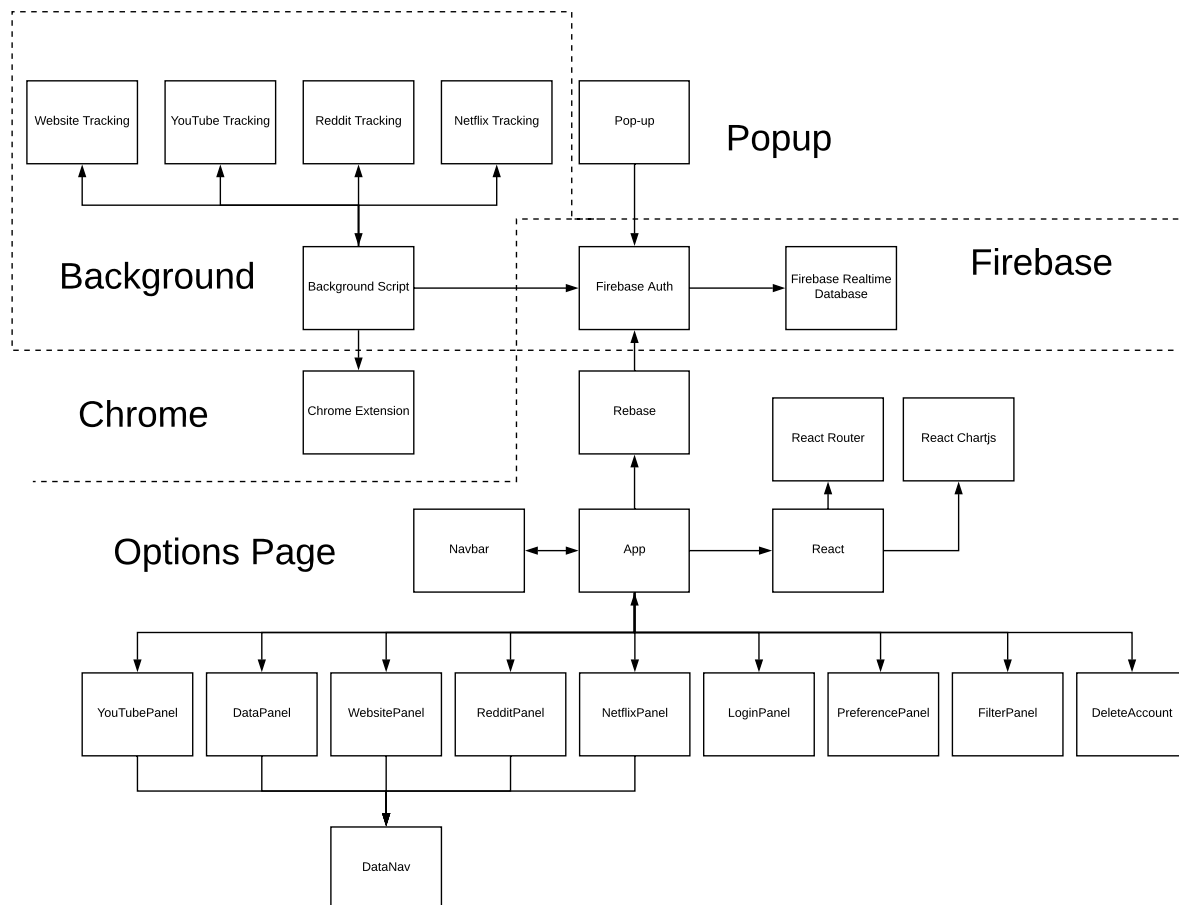 Website Tracking
YouTube Tracking
Reddit Tracking
Netflix Tracking
Pop-up
Popup
Background
Background Script
Firebase Auth
Firebase Realtime
Database
Firebase
Chrome
Chrome Extension
Rebase
React Router
React Chartjs
Options Page
Navbar
App
React
YouTubePanel
DataPanel
WebsitePanel
RedditPanel
NetflixPanel
LoginPanel
PreferencePanel
FilterPanel
DeleteAccount
DataNav